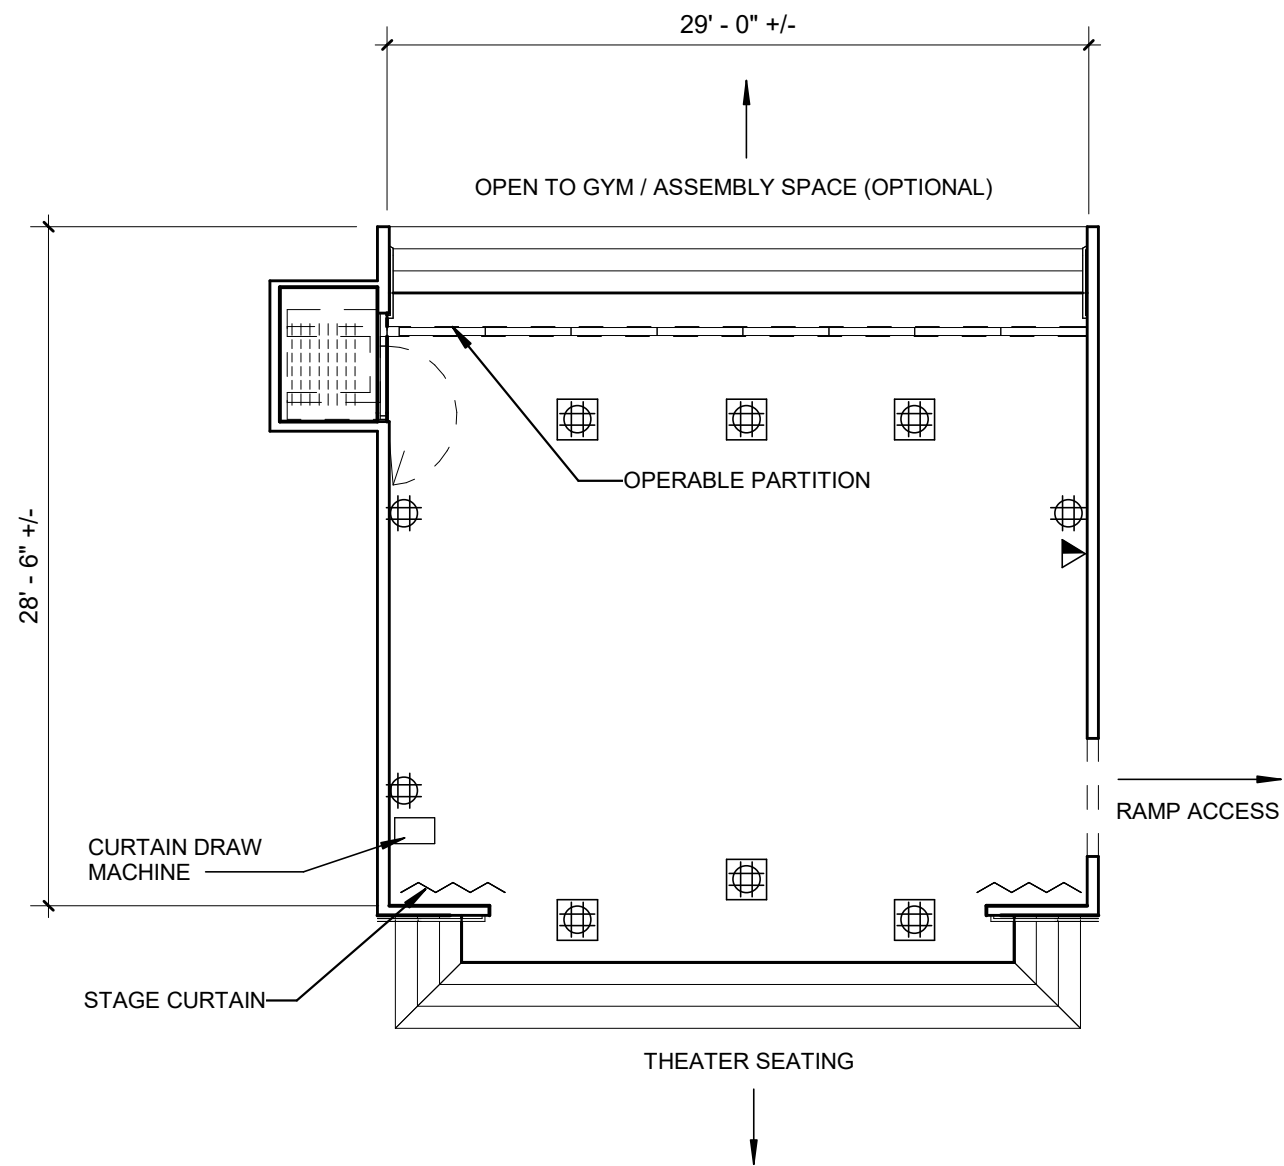 29' - 0" +/-
OPEN TO GYM / ASSEMBLY SPACE (OPTIONAL)
OPERABLE PARTITION
28' - 6" +/-
RAMP ACCESS
CURTAIN DRAW
MACHINE
STAGE CURTAIN
THEATER SEATING